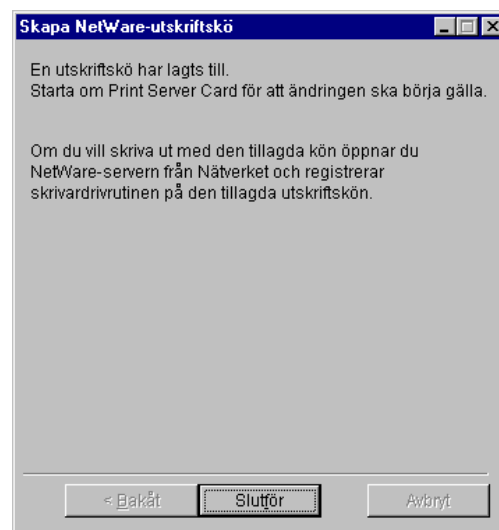 Skapa NetWare-utskriftskö
En utskriftskö har lagts till.
Starta om Print Server Card för att ändringen ska börja gälla.
Om du vill skriva ut med den tillagda kön öppnar du
NetWare-servern från Nätverket och registrerar
skrivardrivrutinen på den tillagda utskriftskön.
< Bakåt
Slutför
Avbryt